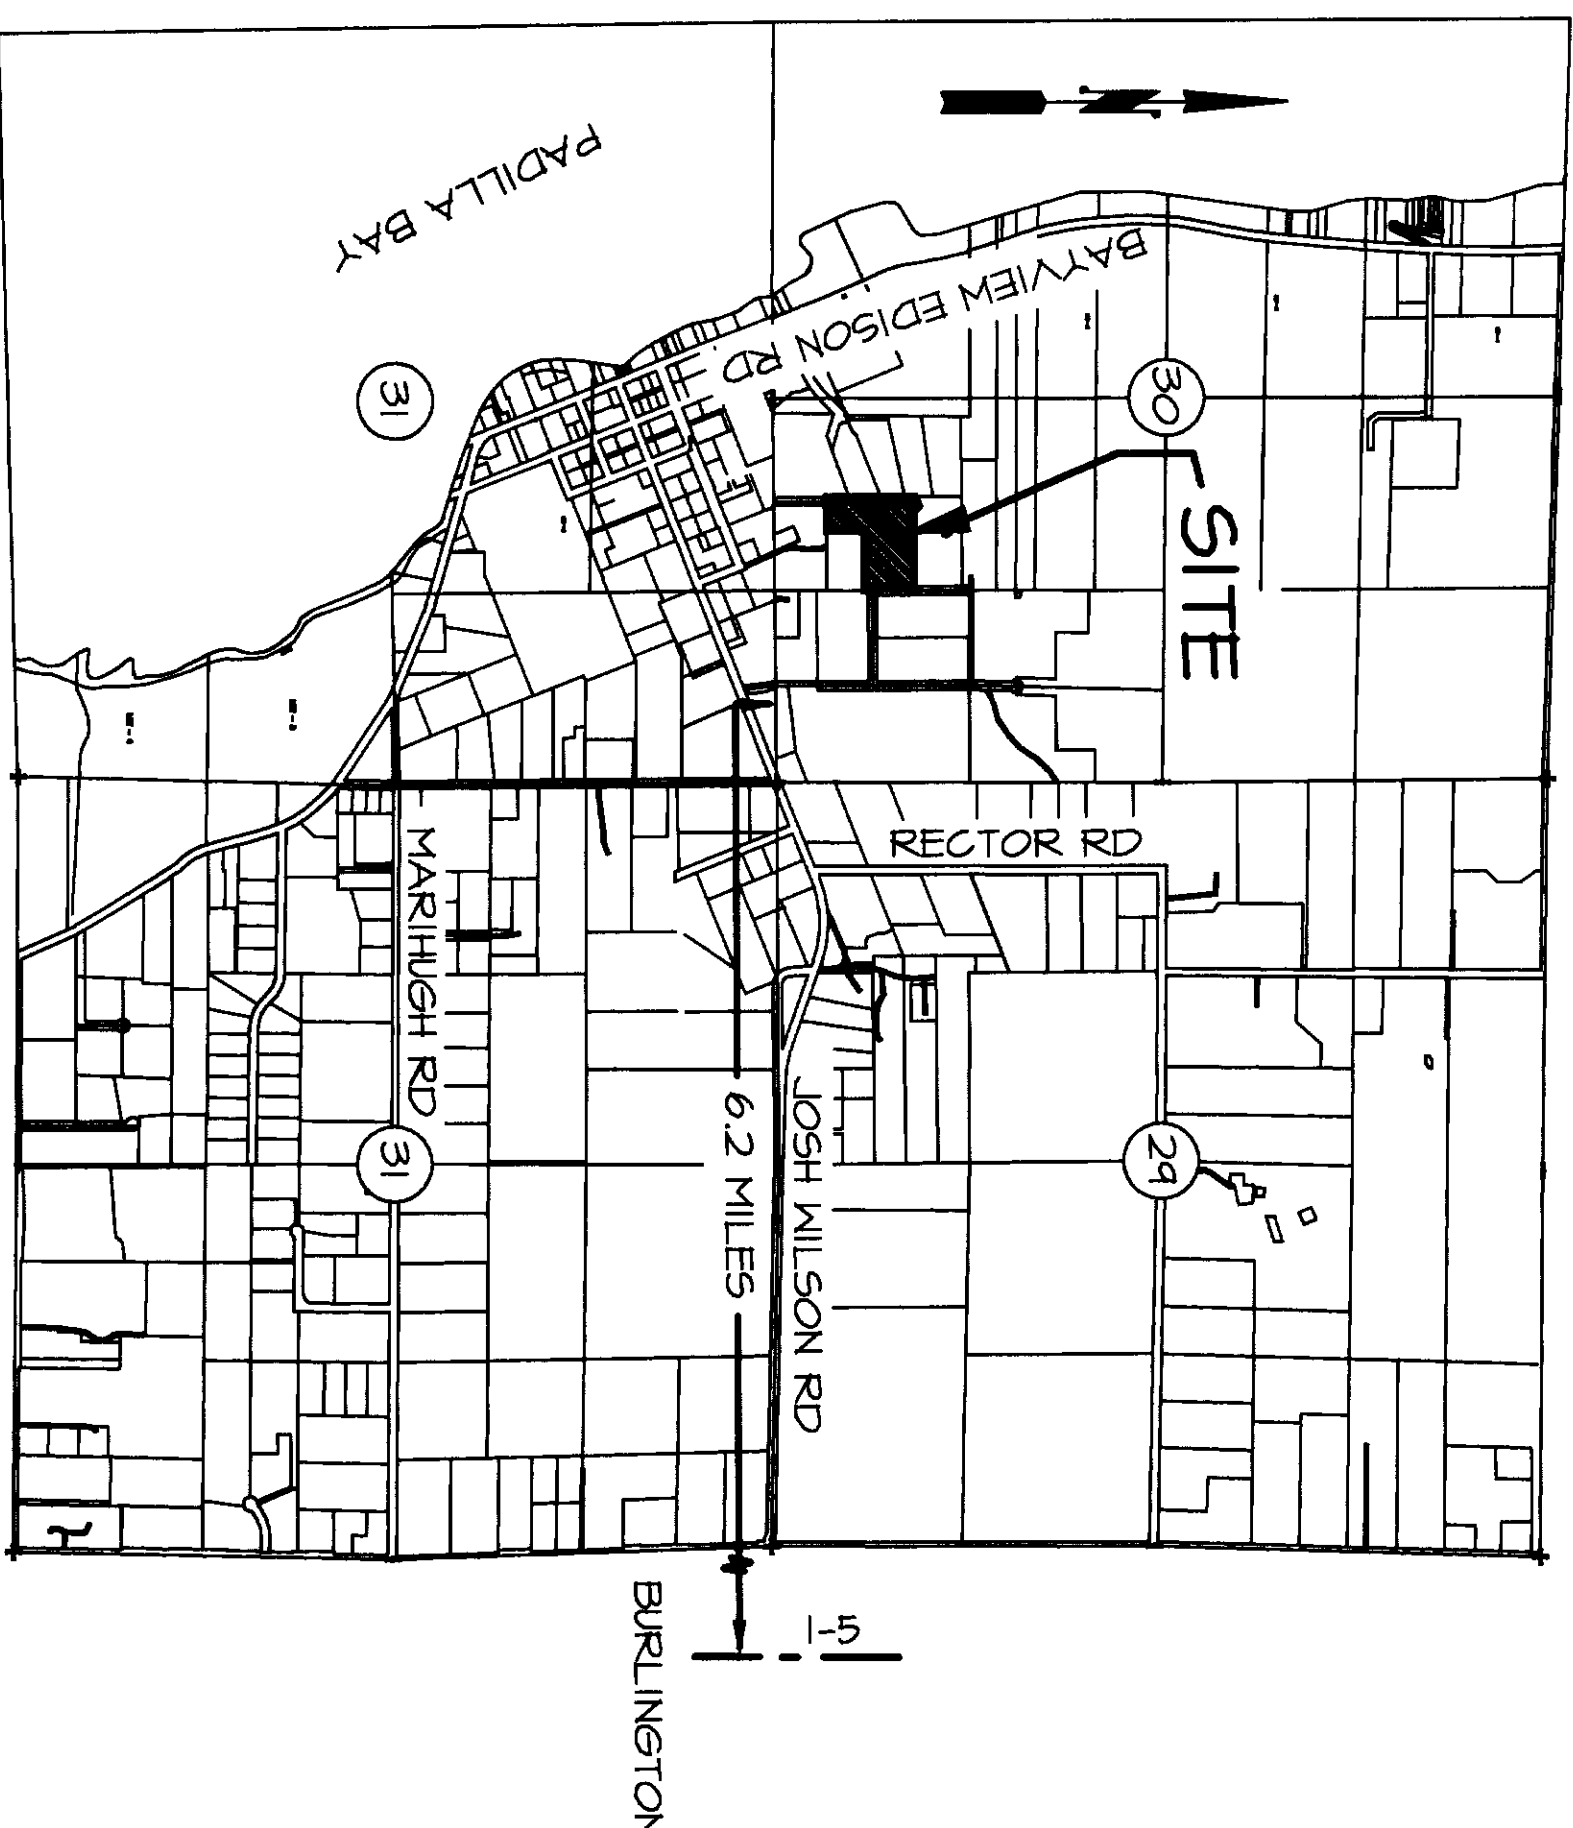 PADILLA BAY
BAYVIEW EDISON RD
30
31
SITE
RECTOR RD
MARIHUGH RD
31
29
6.2 MILES
JOSH WILSON RD
I-5
BURLINGTON